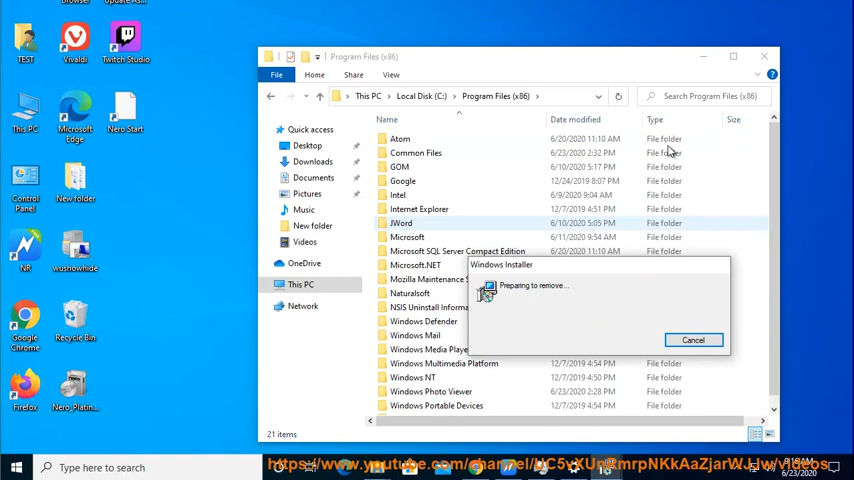 Update As...
TEST
Vivaldi
Twitch Studio
This PC
Microsoft
Edge
Nero Start
Control
Panel
New folder
NR
wushowhide
Google
Chrome
Recycle Bin
Firefox
Nero_Platin...
Program Files (x86)
File
Home
Share
View
This PC
Local Disk (C:)
Program Files (x86)
Search Program Files (x86)
Name
Date modified
Type
Size
Quick access
Desktop
Downloads
Documents
Pictures
Music
New folder
Videos
OneDrive
This PC
Network
Atom 6/20/2020 11:10 AM File folder
Common Files 6/23/2020 2:32 PM File folder
GOM 6/10/2020 5:17 PM File folder
Google 12/24/2019 8:07 PM File folder
Intel 6/9/2020 9:04 AM File folder
Internet Explorer 12/7/2019 4:51 PM File folder
JWord 6/10/2020 5:05 PM File folder
Microsoft 6/11/2020 9:54 AM File folder
Microsoft SQL Server Compact Edition 6/20/2020 11:10 AM File folder
Microsoft.NET
Mozilla Maintenance S
Naturalsoft
NSIS Uninstall Informa
Windows Defender
Windows Mail
Windows Media Playe
Windows Multimedia Platform 12/7/2019 4:54 PM File folder
Windows NT 12/7/2019 4:50 PM File folder
Windows Photo Viewer 6/23/2020 2:28 PM File folder
Windows Portable Devices 12/7/2019 4:54 PM File folder
Windows Installer
Preparing to remove...
Cancel
21 items
Type here to search
6/23/2020